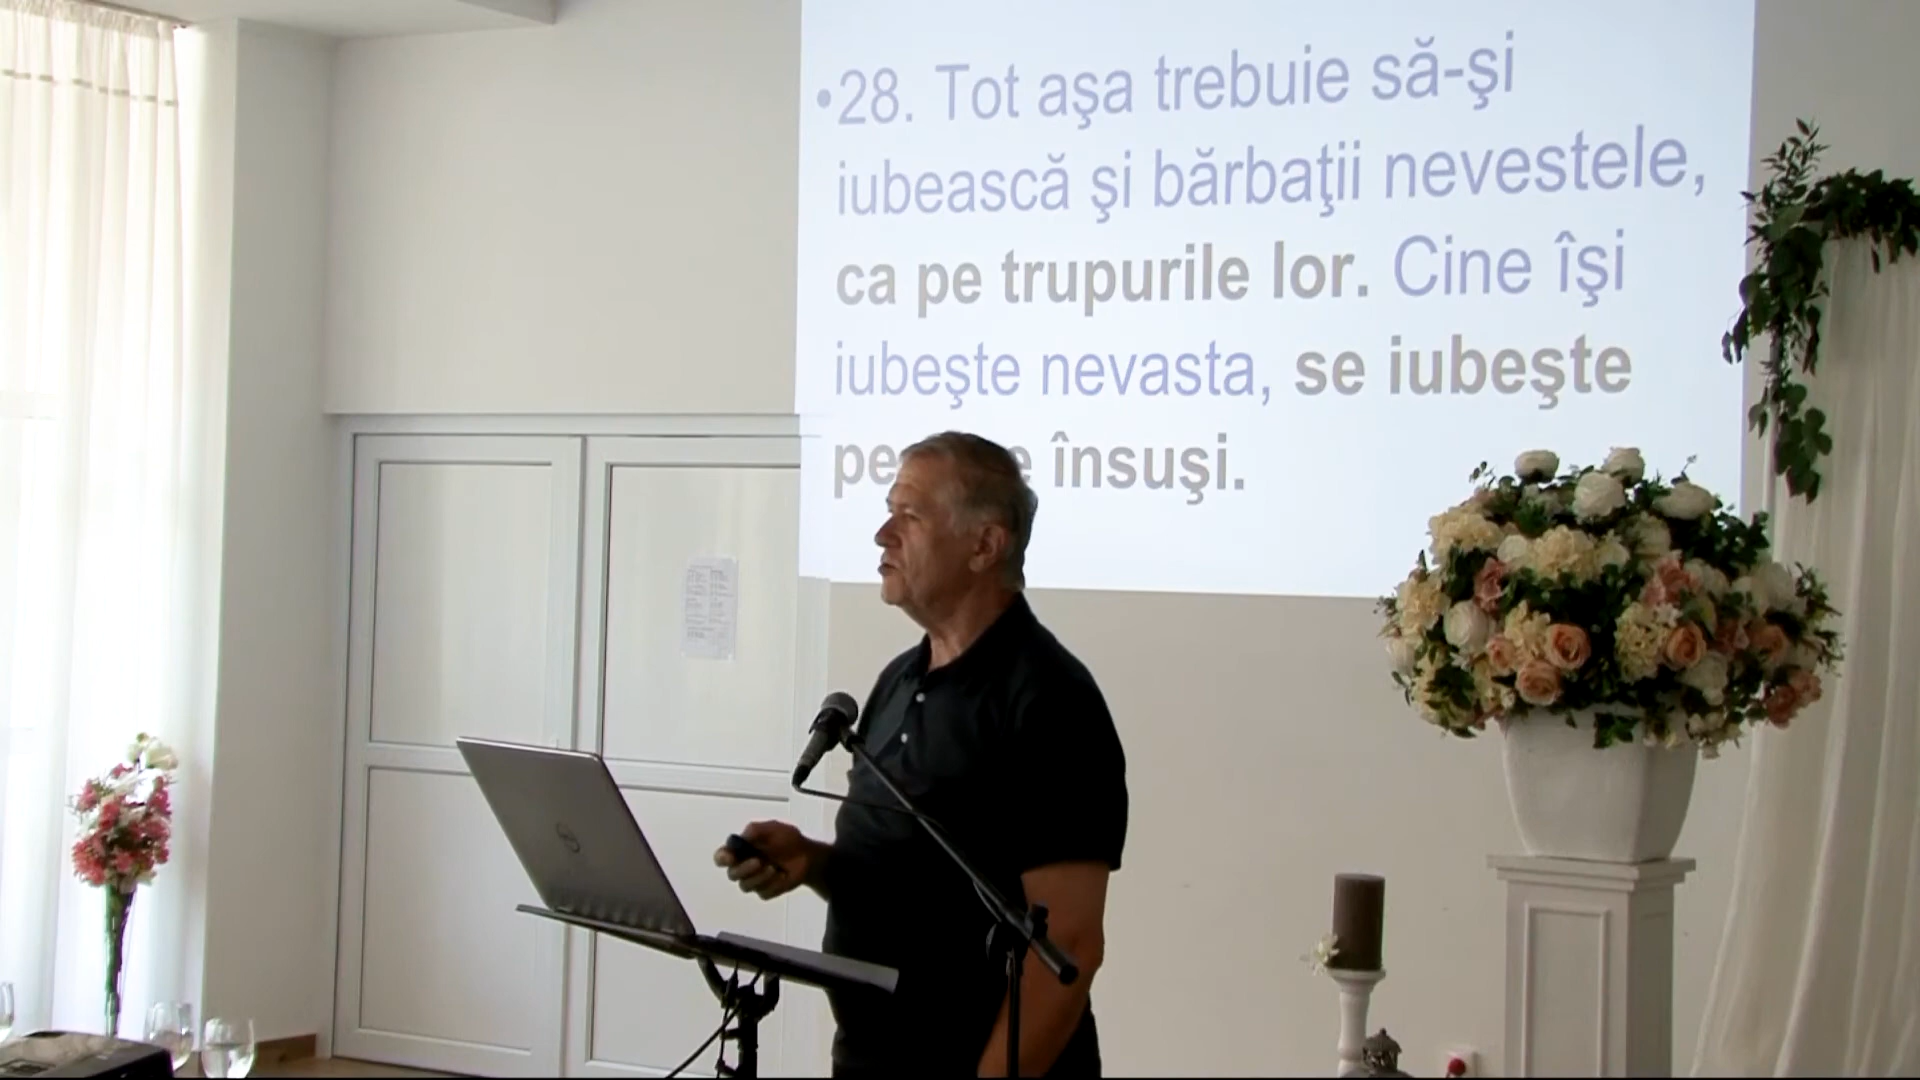 •28. Tot aşa trebuie să-şi
iubească şi bărbaţii nevestele,
ca pe trupurile lor. Cine îşi
iubeşte nevasta, se iubeşte
pe însuşi.